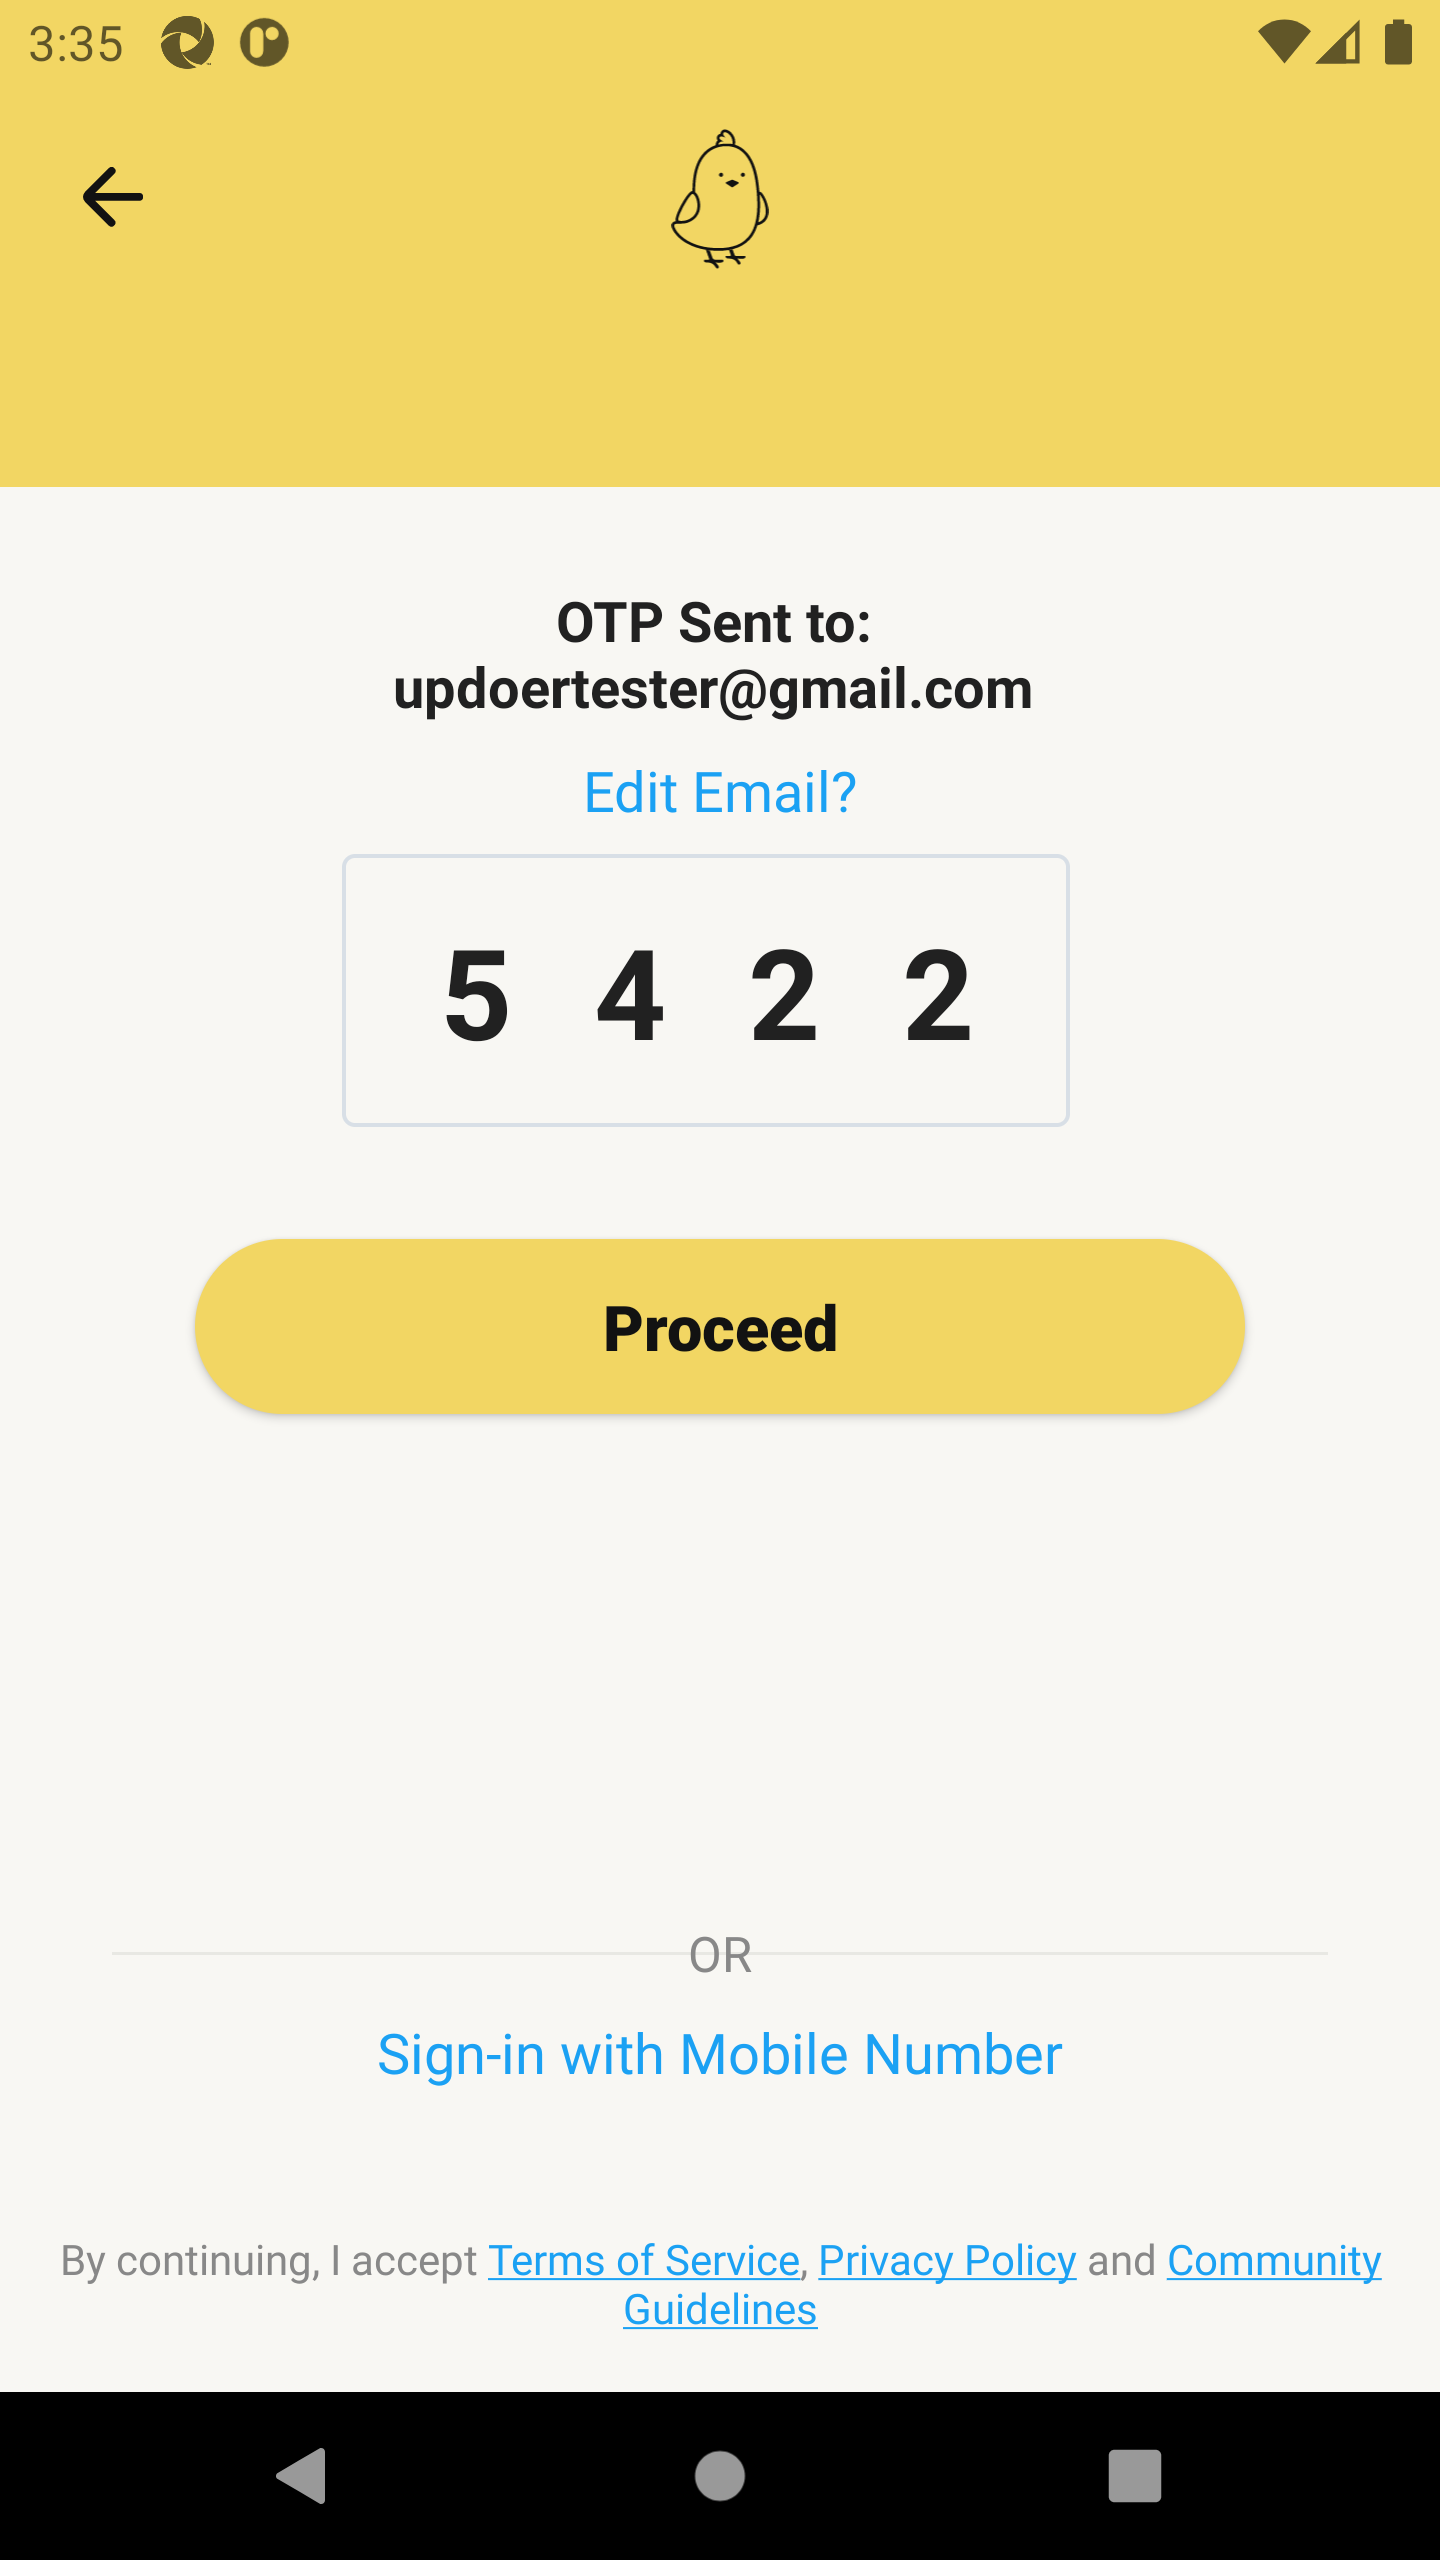 3:35
OTP Sent to:
updoertester@gmail.com
Edit Email?
5 4 2 2
Proceed
OR
Sign-in with Mobile Number
By continuing, I accept Terms of Service, Privacy Policy and Community
Guidelines